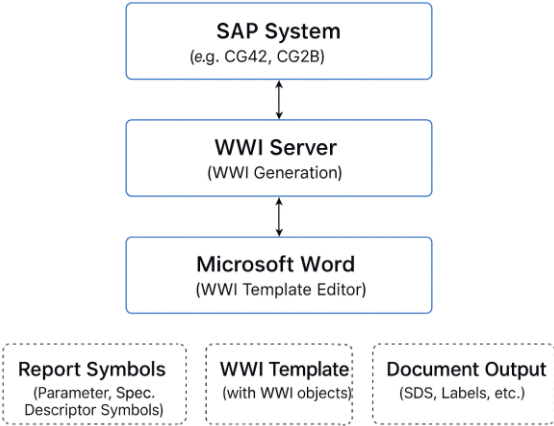 SAP System
(e.g. CG42, CG2B)
WWI Server
(WWI Generation)
Microsoft Word
(WWI Template Editor)
Report Symbols
(Parameter, Spec.
Descriptor Symbols)
WWI Template
(with WWI objects)
Document Output
(SDS, Labels, etc.)